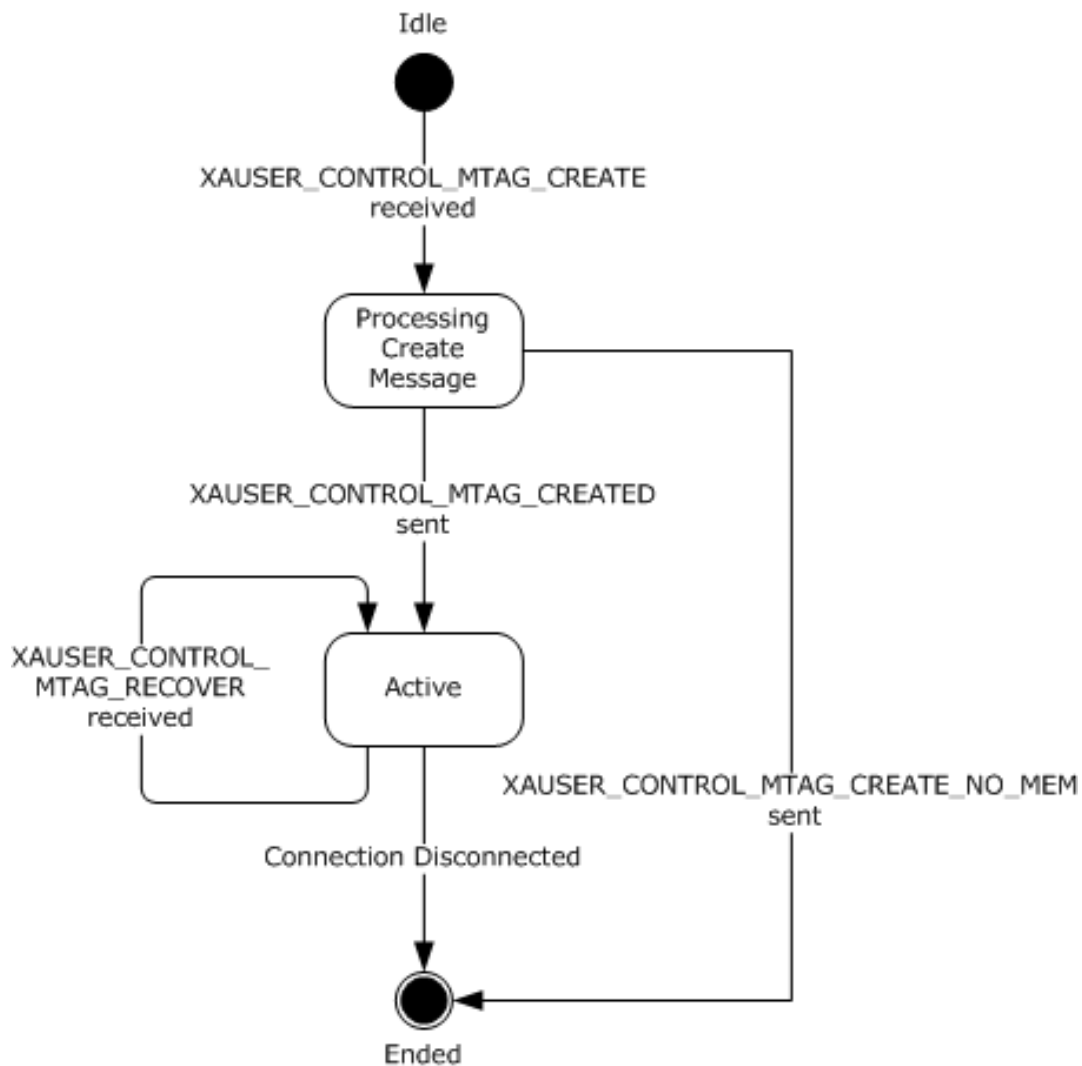 Idle
XAUSER_CONTROL_MTAG_CREATE
received
Processing
Create
Message
XAUSER_CONTROL_MTAG_CREATED
sent
XAUSER_CONTROL_
MTAG_RECOVER
received
Active
XAUSER_CONTROL_MTAG_CREATE_NO_MEM
sent
Connection Disconnected
Ended